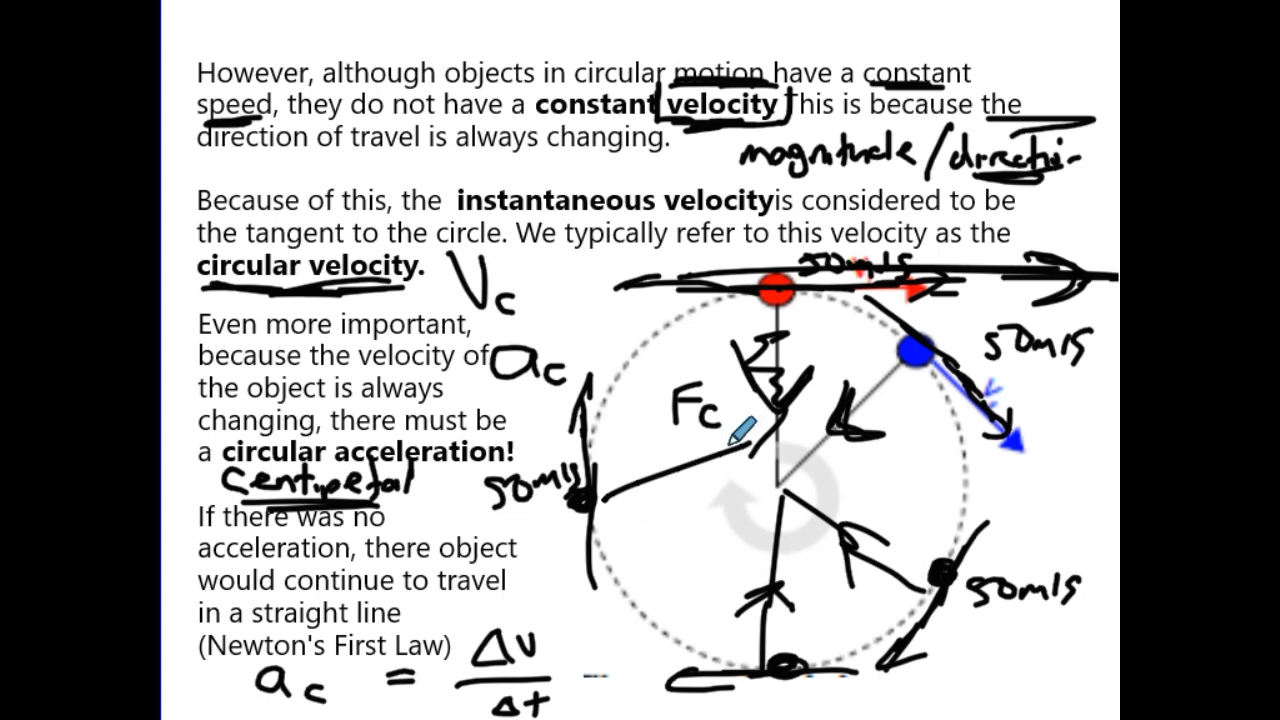 However, although objects in circular motion have a constant
speed, they do not have a constant velocity This is because the
direction of travel is always changing.
magnitude/direction
Because of this, the instantaneous velocity is considered to be
the tangent to the circle. We typically refer to this velocity as the
circular velocity.
Vc
50m/s
Even more important,
because the velocity of
the object is always
changing, there must be
a circular acceleration!
ac
50m/s
v
Fc
Centripetal
50m/s
If there was no
acceleration, there object
would continue to travel
in a straight line
(Newton's First Law)
50m/s
ac = Δv
Δt